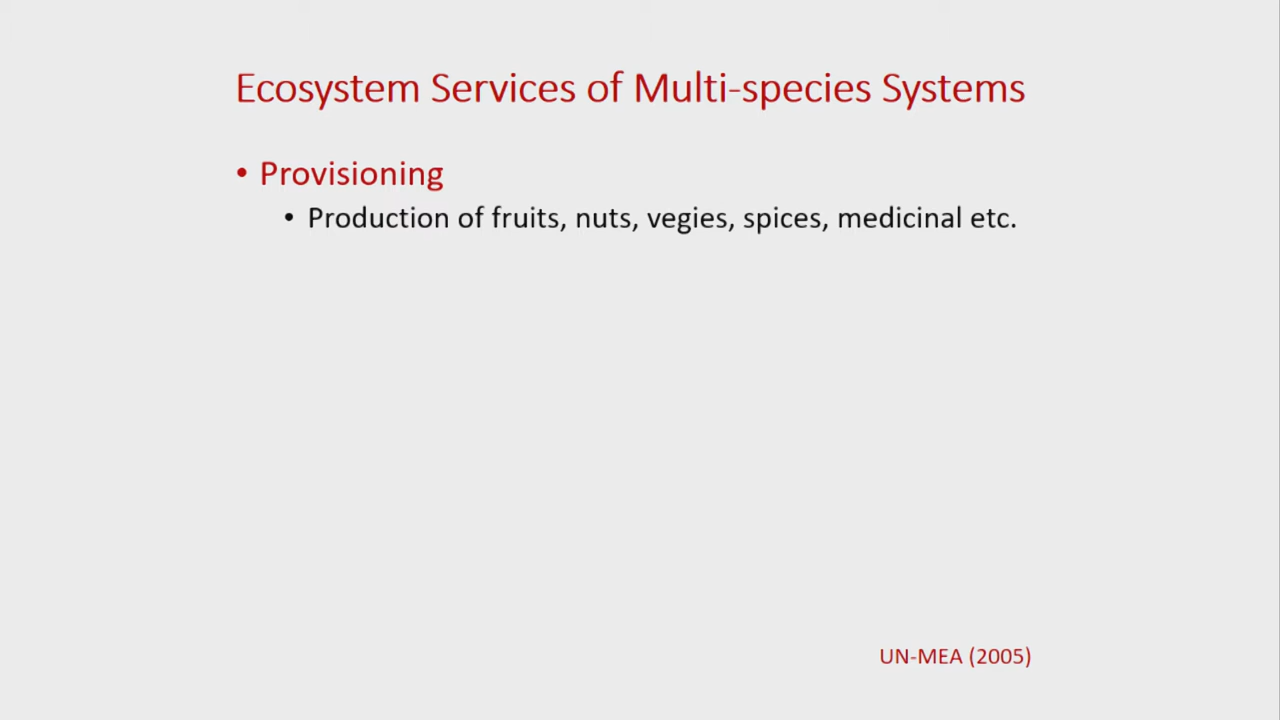 Ecosystem Services of Multi-species Systems
• Provisioning
• Production of fruits, nuts, vegies, spices, medicinal etc.
UN-MEA (2005)